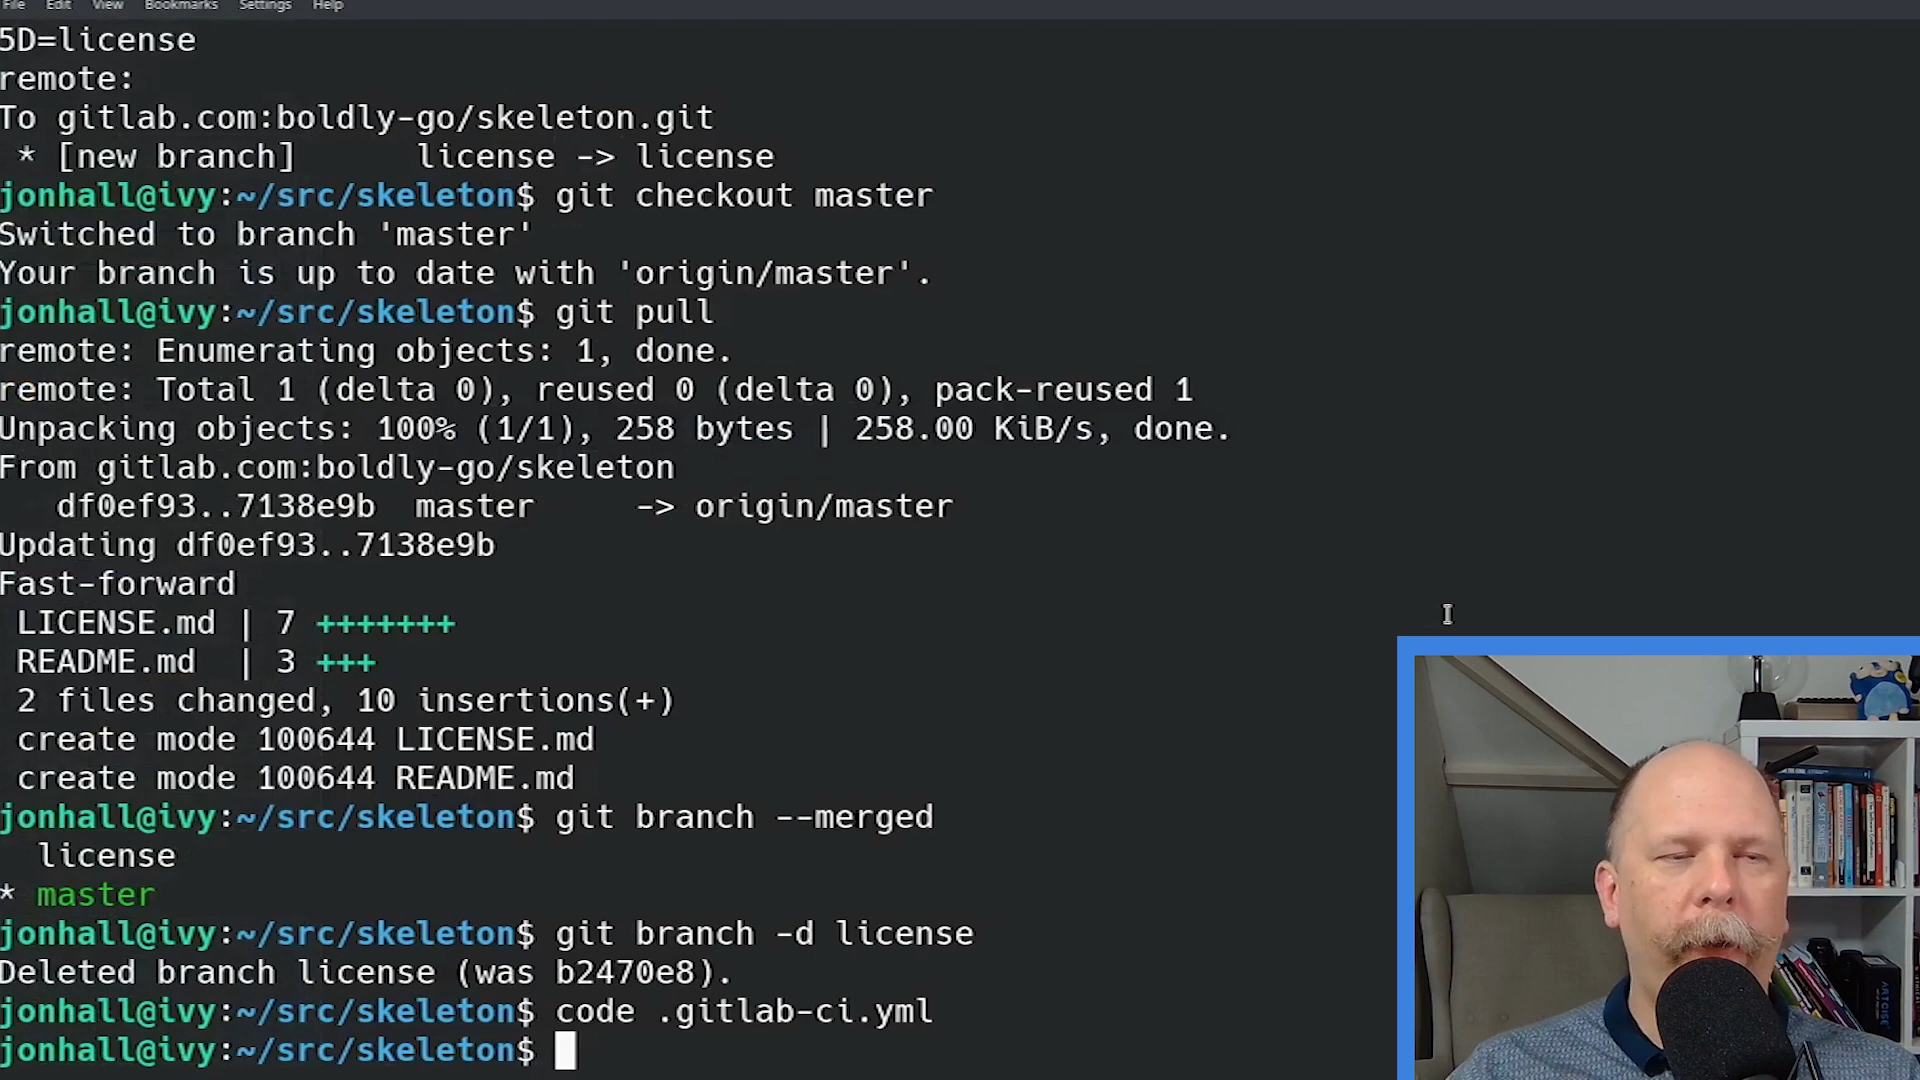 File Edit View Bookmarks Settings Help
5D=license
remote:
To gitlab.com:boldly-go/skeleton.git
 * [new branch]      license -> license
jonhall@ivy:~/src/skeleton$ git checkout master
Switched to branch 'master'
Your branch is up to date with 'origin/master'.
jonhall@ivy:~/src/skeleton$ git pull
remote: Enumerating objects: 1, done.
remote: Total 1 (delta 0), reused 0 (delta 0), pack-reused 1
Unpacking objects: 100% (1/1), 258 bytes | 258.00 KiB/s, done.
From gitlab.com:boldly-go/skeleton
   df0ef93..7138e9b  master     -> origin/master
Updating df0ef93..7138e9b
Fast-forward
 LICENSE.md | 7 +++++++
 README.md  | 3 +++
 2 files changed, 10 insertions(+)
 create mode 100644 LICENSE.md
 create mode 100644 README.md
jonhall@ivy:~/src/skeleton$ git branch --merged
  license
* master
jonhall@ivy:~/src/skeleton$ git branch -d license
Deleted branch license (was b2470e8).
jonhall@ivy:~/src/skeleton$ code .gitlab-ci.yml
jonhall@ivy:~/src/skeleton$